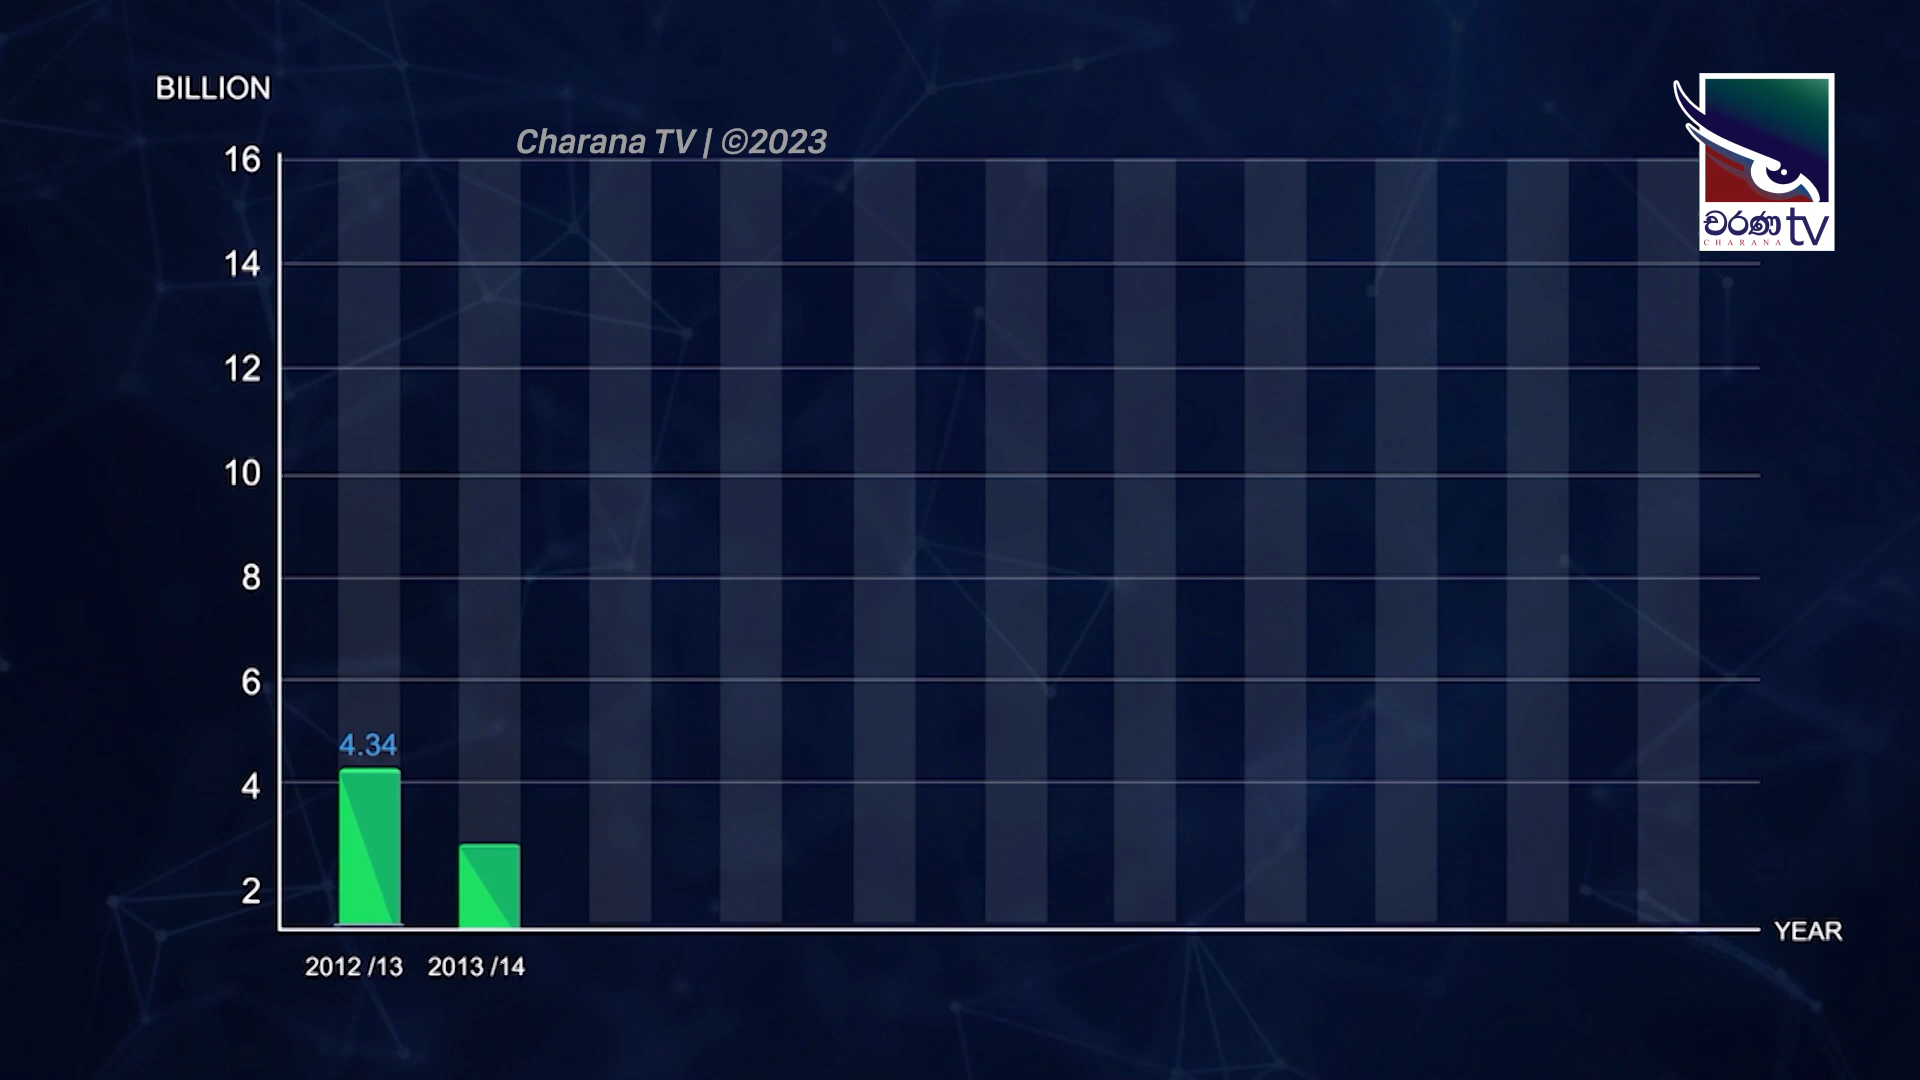 BILLION
Charana TV | ©2023
16
14
12
10
8
6
4
2
4.34
2012 /13
2013 /14
YEAR
චරණ tv
CHARANA